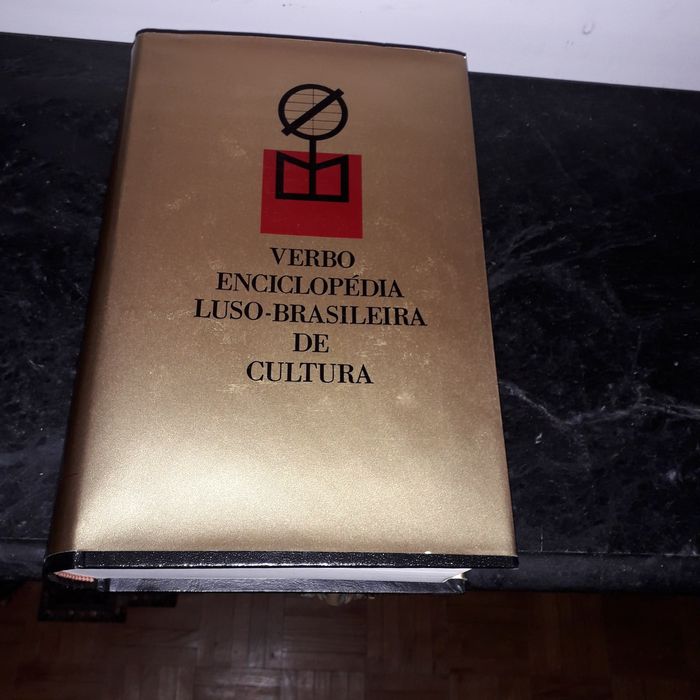 VERBO
ENCICLOPÉDIA
LUSO-BRASILEIRA
DE
CULTURA